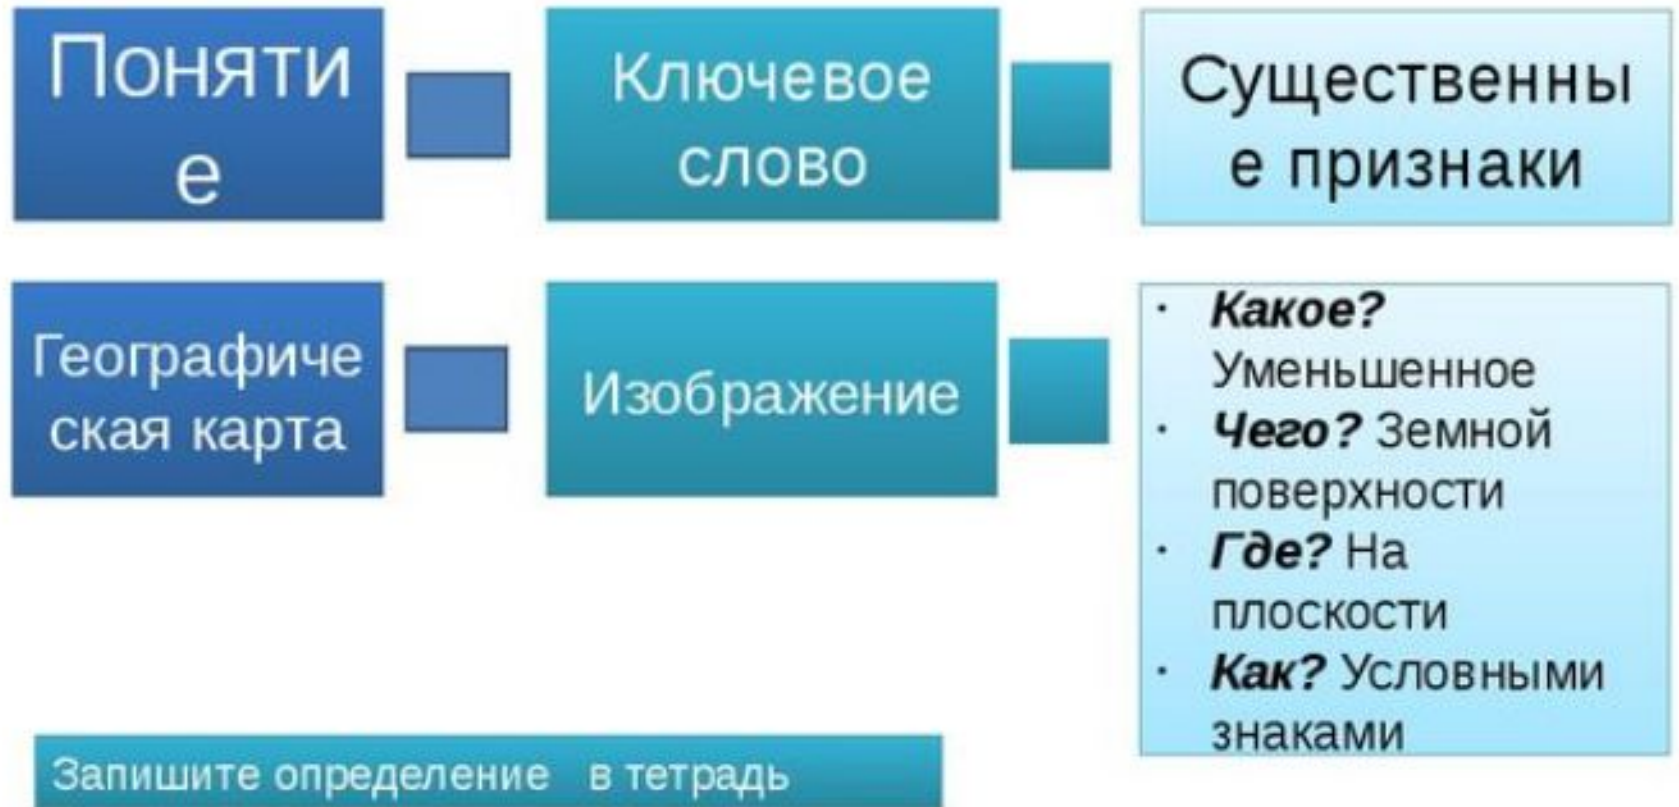 Поняти
е
Ключевое
слово
Существенны
е признаки
Географиче
ская карта
Изображение
· Какое?
Уменьшенное
· Чего? Земной
поверхности
· Где? На
плоскости
· Как? Условными
знаками
Запишите определение в тетрадь